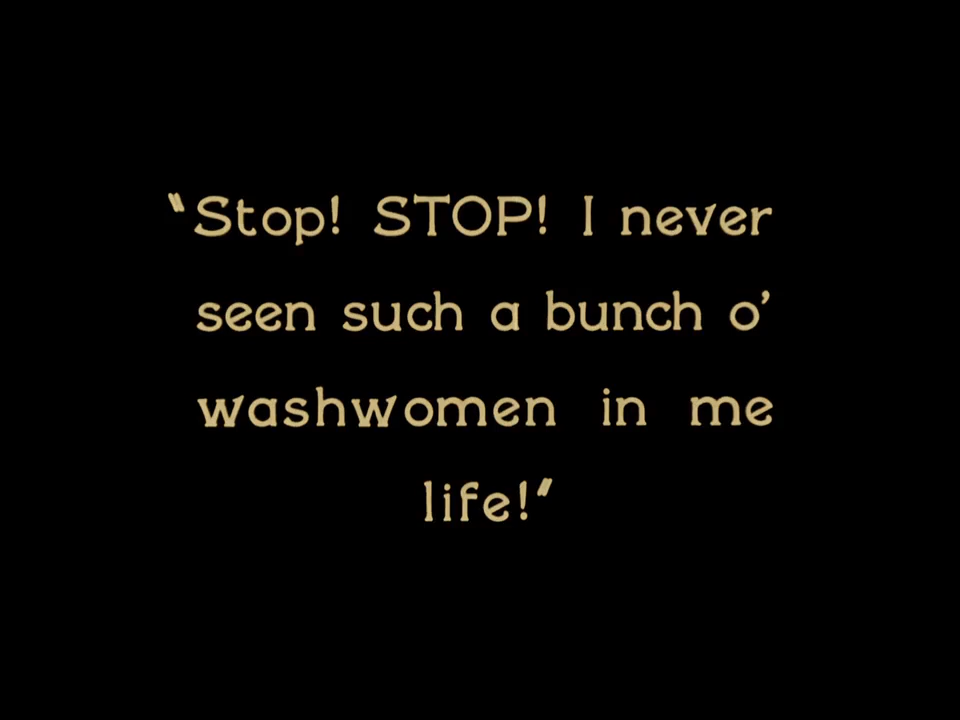 “Stop! STOP! I never
seen such a bunch o’
washwomen in me
life!”